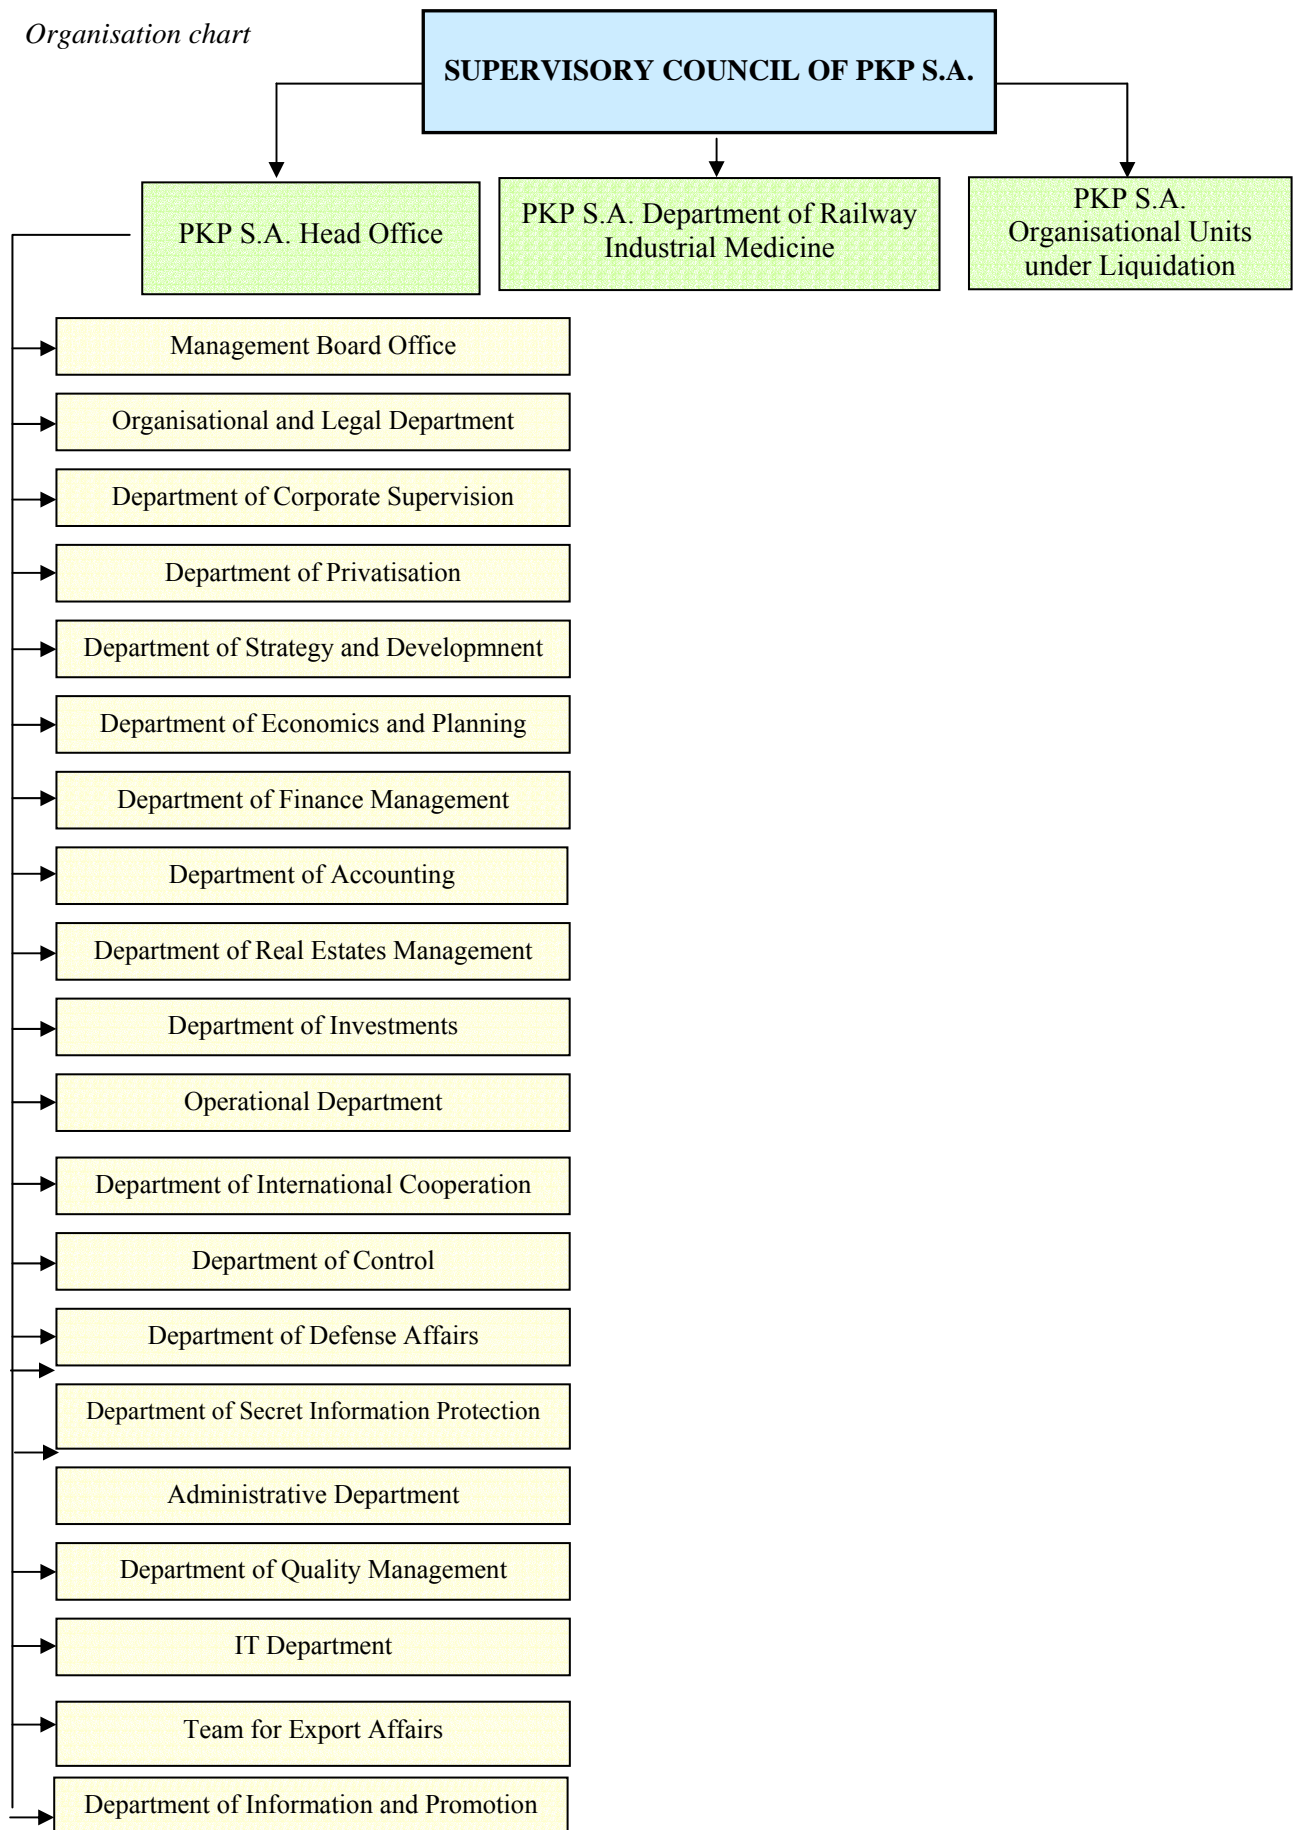 Organisation chart
SUPERVISORY COUNCIL OF PKP S.A.
PKP S.A. Head Office
PKP S.A. Department of Railway
Industrial Medicine
PKP S.A.
Organisational Units
under Liquidation
Management Board Office
Organisational and Legal Department
Department of Corporate Supervision
Department of Privatisation
Department of Strategy and Developmnent
Department of Economics and Planning
Department of Finance Management
Department of Accounting
Department of Real Estates Management
Department of Investments
Operational Department
Department of International Cooperation
Department of Control
Department of Defense Affairs
Department of Secret Information Protection
Administrative Department
Department of Quality Management
IT Department
Team for Export Affairs
Department of Information and Promotion